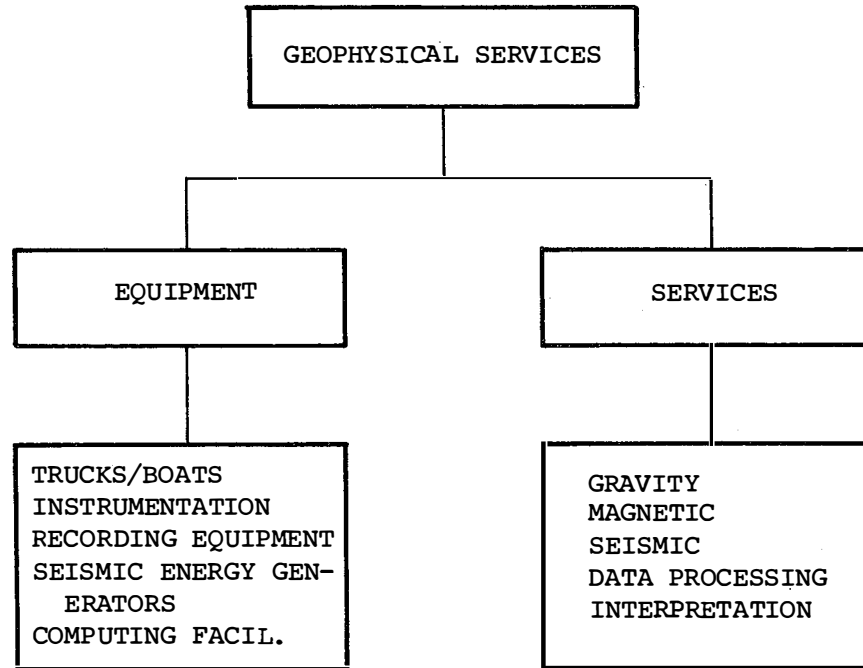 GEOPHYSICAL SERVICES
EQUIPMENT
SERVICES
TRUCKS/BOATS
INSTRUMENTATION
RECORDING EQUIPMENT
SEISMIC ENERGY GEN-
ERATORS
COMPUTING FACIL.
GRAVITY
MAGNETIC
SEISMIC
DATA PROCESSING
INTERPRETATION